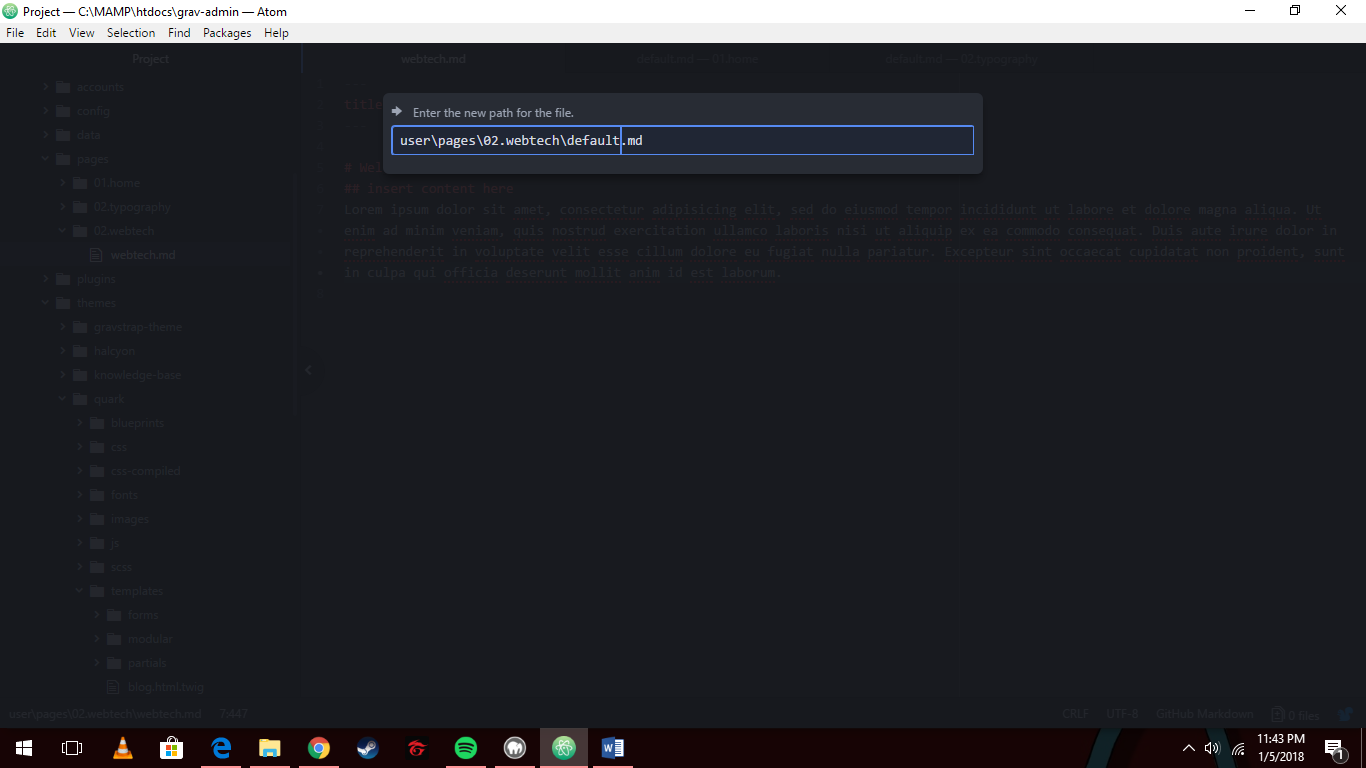 Project — C:\MAMP\htdocs\grav-admin — Atom
File Edit View Selection Find Packages Help
Project
webtech.md
default.md — 01.home
default.md — 02.typography
accounts
config
data
pages
01.home
02.typography
02.webtech
webtech.md
plugins
themes
gravstrap-theme
halcyon
knowledge-base
quark
blueprints
css
css-compiled
fonts
images
js
scss
templates
forms
modular
partials
blog.html.twig
title
Enter the new path for the file.
user\pages\02.webtech\default.md
# Wel
## insert content here
Lorem ipsum dolor sit amet, consectetur adipisicing elit, sed do eiusmod tempor incididunt ut labore et dolore magna aliqua. Ut
enim ad minim veniam, quis nostrud exercitation ullamco laboris nisi ut aliquip ex ea commodo consequat. Duis aute irure dolor in
reprehenderit in voluptate velit esse cillum dolore eu fugiat nulla pariatur. Excepteur sint occaecat cupidatat non proident, sunt
in culpa qui officia deserunt mollit anim id est laborum.
user\pages\02.webtech\webtech.md 7:447
CRLF UTF-8 GitHub Markdown 0 files
11:43 PM
1/5/2018
1